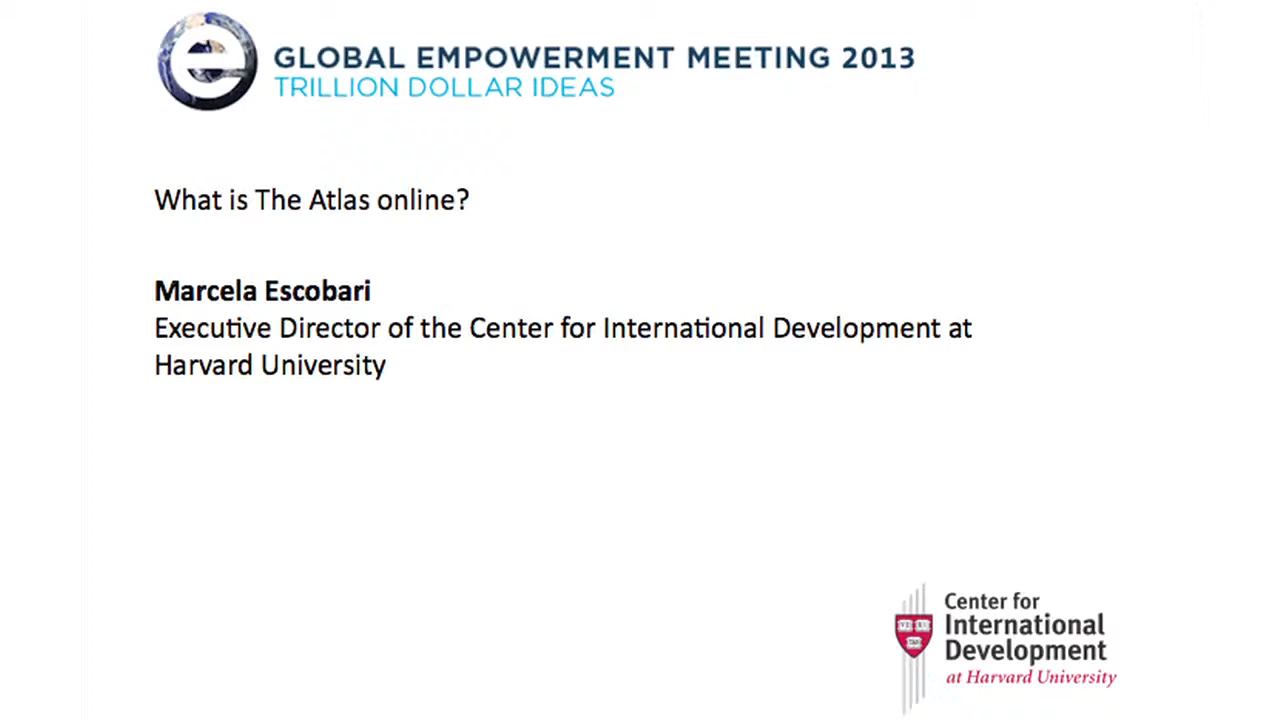 GLOBAL EMPOWERMENT MEETING 2013
TRILLION DOLLAR IDEAS
What is The Atlas online?
Marcela Escobari
Executive Director of the Center for International Development at
Harvard University
Center for
International
Development
at Harvard University